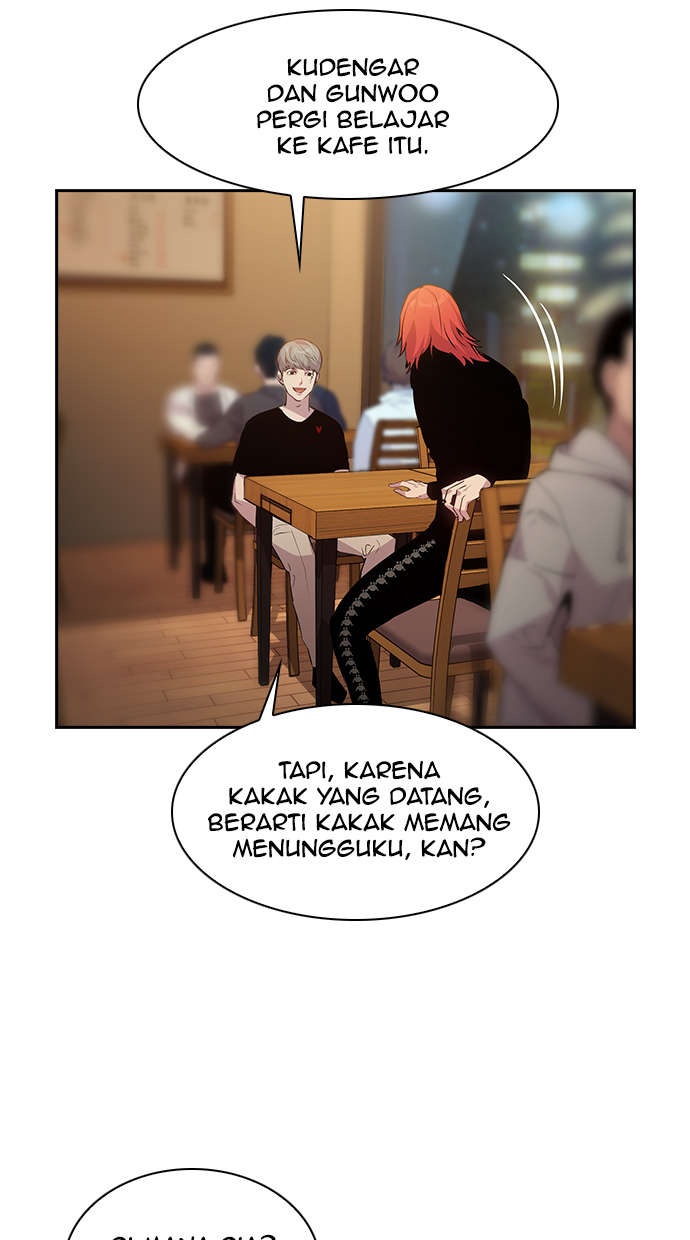 KUDENGAR
DAN GUNWOO
PERGI BELAJAR
KE KAFE ITU.
TAPI, KARENA
KAKAK YANG DATANG,
BERARTI KAKAK MEMANG
MENUNGGUKU, KAN?